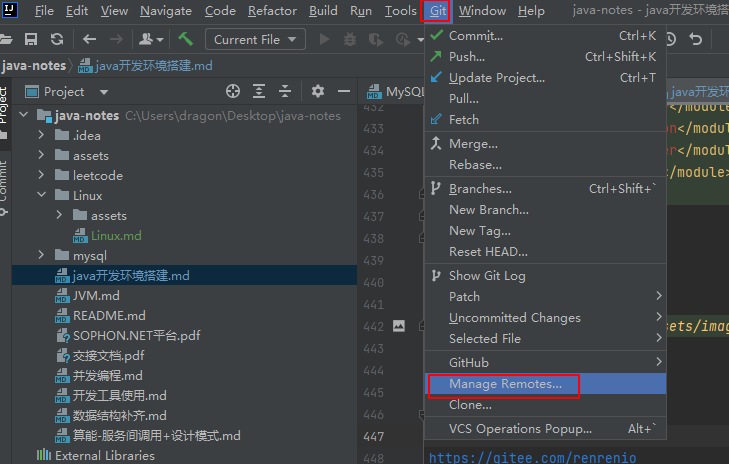 IJ File Edit View Navigate Code Refactor Build Run Tools Git Window Help java-notes - java开发环
Current File
java-notes java开发环境搭建.md
Project
MySQL
java开发环
Project
Commit
java-notes C:\Users\dragon\Desktop\java-notes
.idea
assets
leetcode
Linux
assets
Linux.md
mysql
java开发环境搭建.md
JVM.md
README.md
SOPHON.NET平台.pdf
交接文档.pdf
并发编程.md
开发工具使用.md
数据结构补齐.md
算能-服务间调用+设计模式.md
External Libraries
432
433
434
435
436
437
438
439
440
441
442
443
444
445
446
447
448
Commit... Ctrl+K
Push... Ctrl+Shift+K
Update Project... Ctrl+T
Pull...
Fetch
Merge...
Rebase...
Branches... Ctrl+Shift+`
New Branch...
New Tag...
Reset HEAD...
Show Git Log
Patch
Uncommitted Changes
Selected File
GitHub
Manage Remotes...
Clone...
VCS Operations Popup... Alt+`
</module>
on</modul
er</modul
</module>
sets/imag
https://gitee.com/renrenio